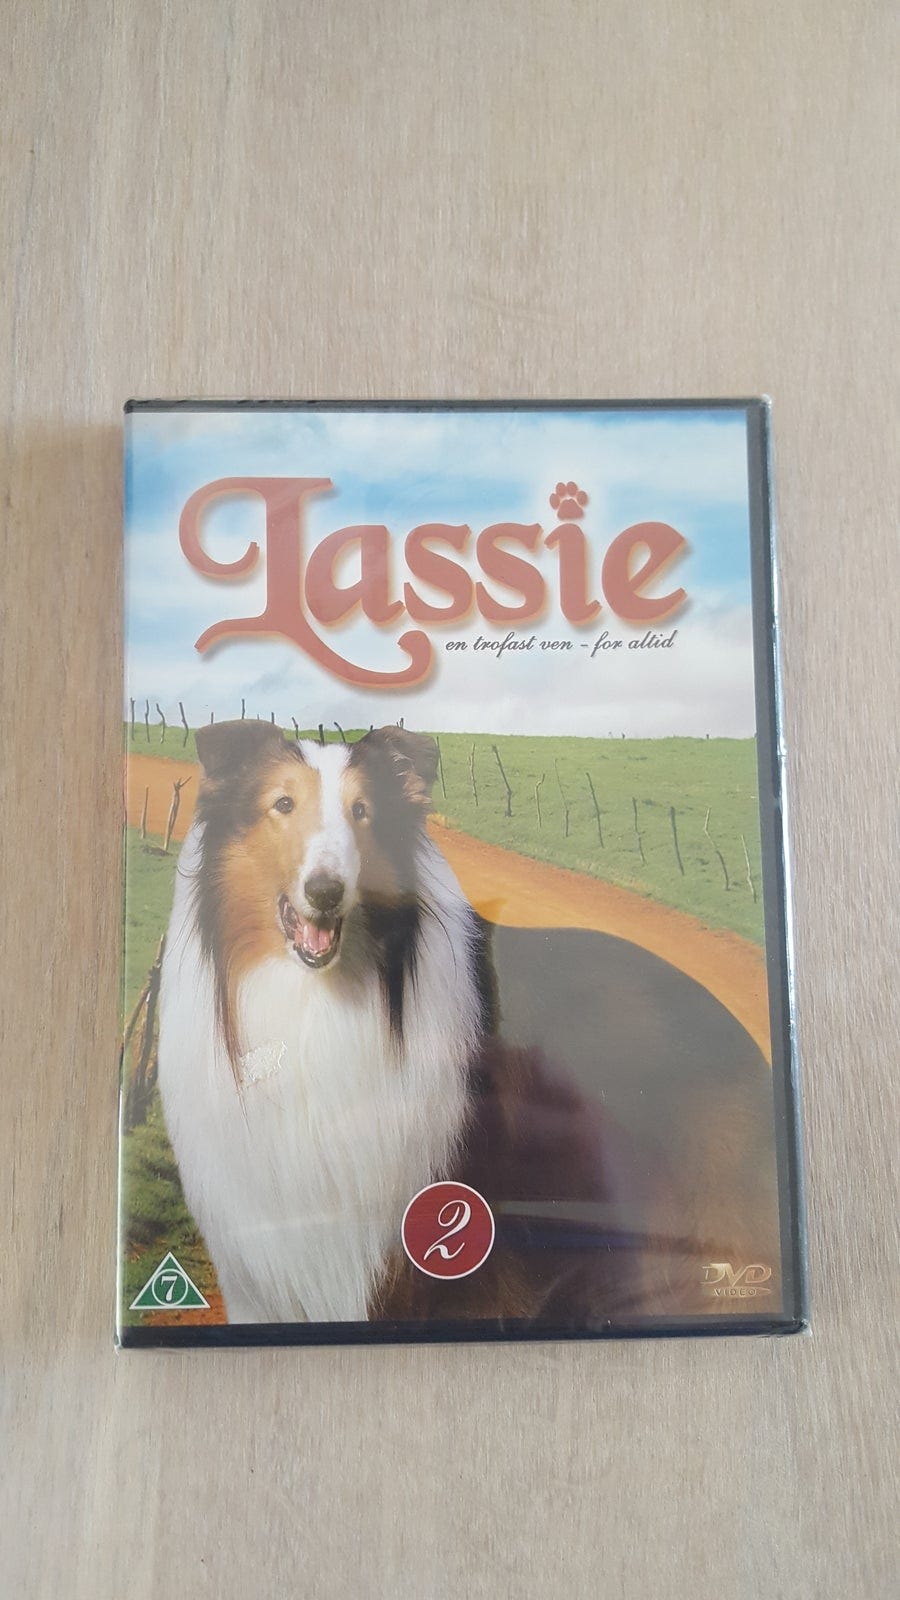 Lassie
en trofast ven - for altid
2
7
DVD
VIDEO